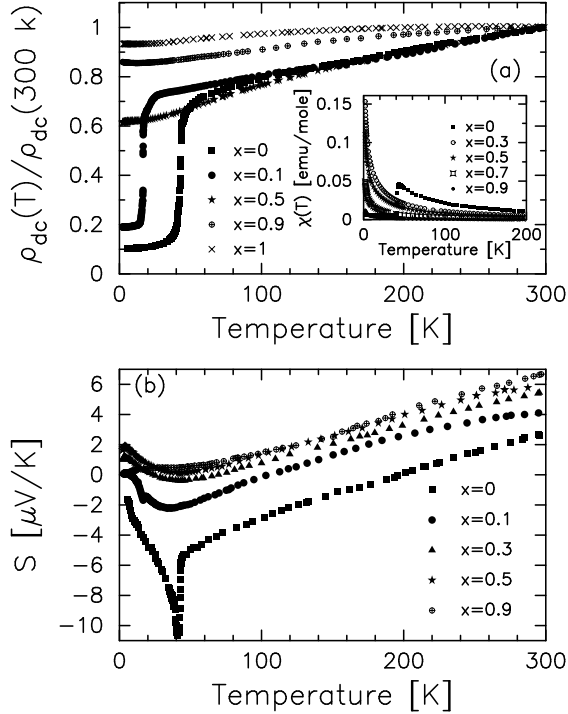 ρdc(T)/ρdc(300 k)
1
0.8
0.6
0.4
0.2
0
(a)
x=0
x=0.1
x=0.5
x=0.9
x=1
χ(T) [emu/mole]
0.15
0.1
0.05
0
x=0
x=0.3
x=0.5
x=0.7
x=0.9
0 100 200
Temperature [K]
0 100 200 300
Temperature [K]
(b)
S [μV/K]
6
4
2
0
−2
−4
−6
−8
−10
x=0
x=0.1
x=0.3
x=0.5
x=0.9
0 100 200 300
Temperature [K]